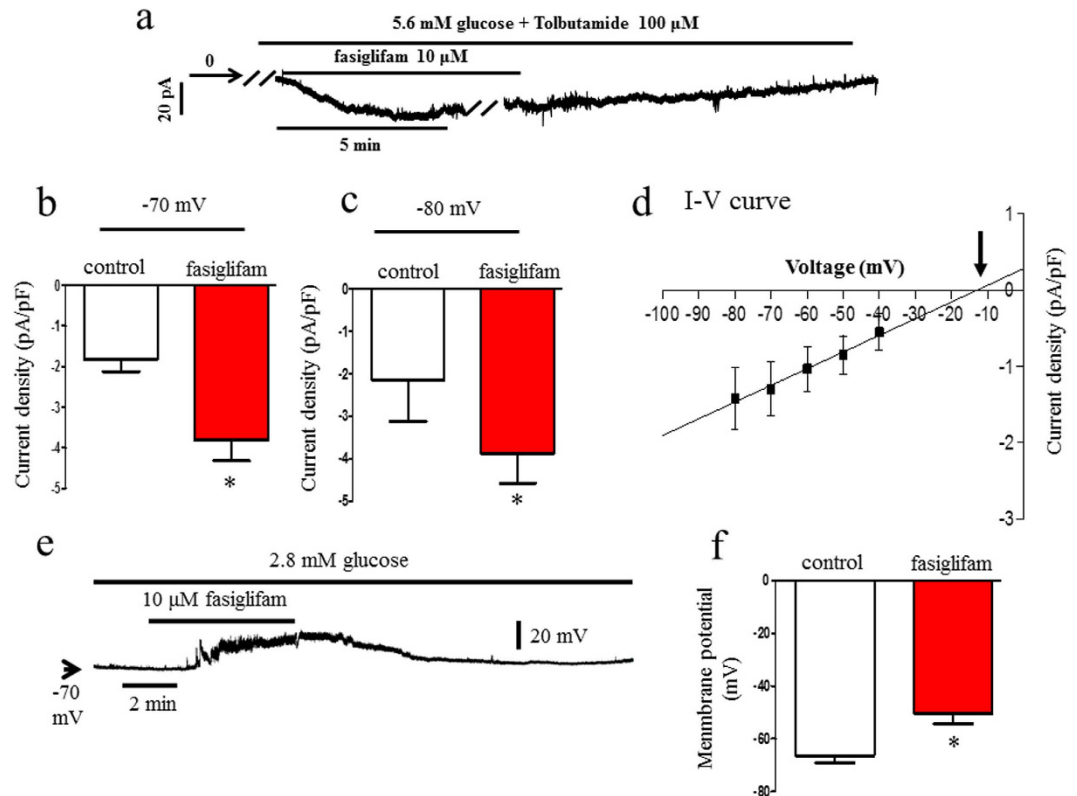 a
5.6 mM glucose + Tolbutamide 100 μM
fasiglifam 10 μM
0
20 pA
5 min
b
-70 mV
control fasiglifam
Current density (pA/pF)
0
-1
-2
-3
-4
-5
*
c
-80 mV
control fasiglifam
Current density (pA/pF)
0
-1
-2
-3
-4
-5
*
d I-V curve
Voltage (mV)
-100 -90 -80 -70 -60 -50 -40 -30 -20 -10 0
1
0
-1
-2
-3
Current density (pA/pF)
e
2.8 mM glucose
10 μM fasiglifam
20 mV
-70
mV
2 min
f
control fasiglifam
Menmbrane potential
(mV)
0
-20
-40
-60
-80
*